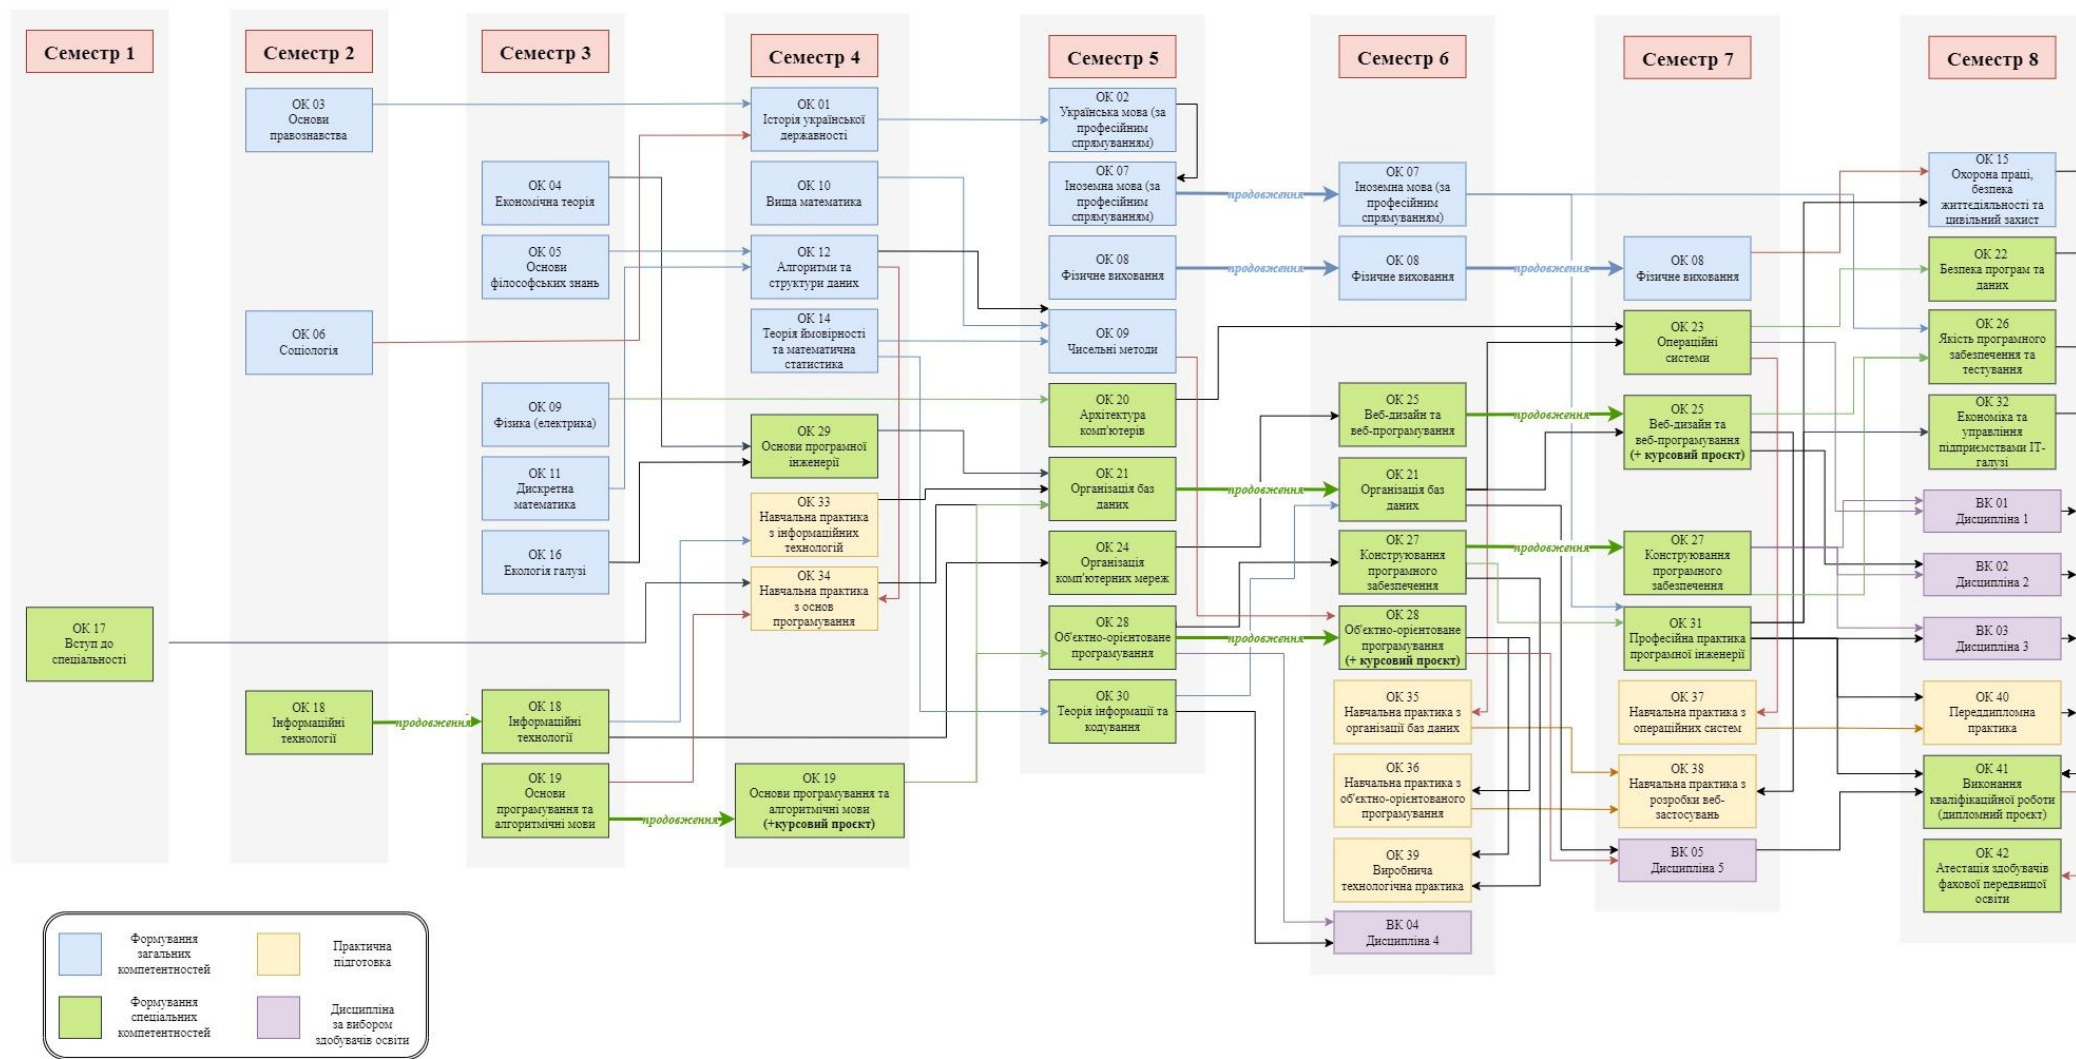 Семестр 1
Семестр 2
Семестр 3
Семестр 4
Семестр 5
Семестр 6
Семестр 7
Семестр 8
ОК 17
Вступ до
спеціальності
ОК 03
Основи
правознавства
ОК 06
Соціологія
ОК 18
Інформаційні
технології
продовження
ОК 04
Економічна теорія
ОК 05
Основи
філософських знань
ОК 09
Фізика (електрика)
ОК 11
Дискретна
математика
ОК 16
Екологія галузі
ОК 18
Інформаційні
технології
ОК 19
Основи
програмування та
алгоритмічні мови
продовження
ОК 01
Історія української
державності
ОК 10
Вища математика
ОК 12
Алгоритми та
структури даних
ОК 14
Теорія ймовірності
та математична
статистика
ОК 29
Основи програмної
інженерії
ОК 33
Навчальна практика
з інформаційних
технологій
ОК 34
Навчальна практика
з основ
програмування
ОК 19
Основи програмування та
алгоритмічні мови
(+курсовий проєкт)
ОК 02
Українська мова (за
професійним
спрямуванням)
ОК 07
Іноземна мова (за
професійним
спрямуванням)
продовження
ОК 08
Фізичне виховання
продовження
ОК 09
Чисельні методи
ОК 20
Архітектура
комп'ютерів
ОК 21
Організація баз
даних
продовження
ОК 24
Організація
комп'ютерних мереж
ОК 28
Об'єктно-орієнтоване
програмування
продовження
ОК 30
Теорія інформації та
кодування
ОК 07
Іноземна мова (за
професійним
спрямуванням)
ОК 08
Фізичне виховання
продовження
ОК 25
Веб-дизайн та
веб-програмування
продовження
ОК 21
Організація баз
даних
ОК 27
Конструювання
програмного
забезпечення
продовження
ОК 28
Об'єктно-орієнтоване
програмування
(+ курсовий проєкт)
ОК 35
Навчальна практика з
організації баз даних
ОК 36
Навчальна практика з
об'єктно-орієнтованого
програмування
ОК 39
Виробнича
технологічна практика
ВК 04
Дисципліна 4
ОК 08
Фізичне виховання
ОК 23
Операційні
системи
ОК 25
Веб-дизайн та
веб-програмування
(+ курсовий проєкт)
ОК 27
Конструювання
програмного
забезпечення
ОК 31
Професійна практика
програмної інженерії
ОК 37
Навчальна практика з
операційних систем
ОК 38
Навчальна практика з
розробки веб-
застосувань
ВК 05
Дисципліна 5
ОК 15
Охорона праці,
безпека
життєдіяльності та
цивільний захист
ОК 22
Безпека програм та
даних
ОК 26
Якість програмного
забезпечення та
тестування
ОК 32
Економіка та
управління
підприємствами ІТ-
галузі
ВК 01
Дисципліна 1
ВК 02
Дисципліна 2
ВК 03
Дисципліна 3
ОК 40
Переддипломна
практика
ОК 41
Виконання
кваліфікаційної роботи
(дипломний проєкт)
ОК 42
Атестація здобувачів
фахової передвищої
освіти
Формування
загальних
компетентностей
Практична
підготовка
Формування
спеціальних
компетентностей
Дисципліна
за вибором
здобувачів освіти